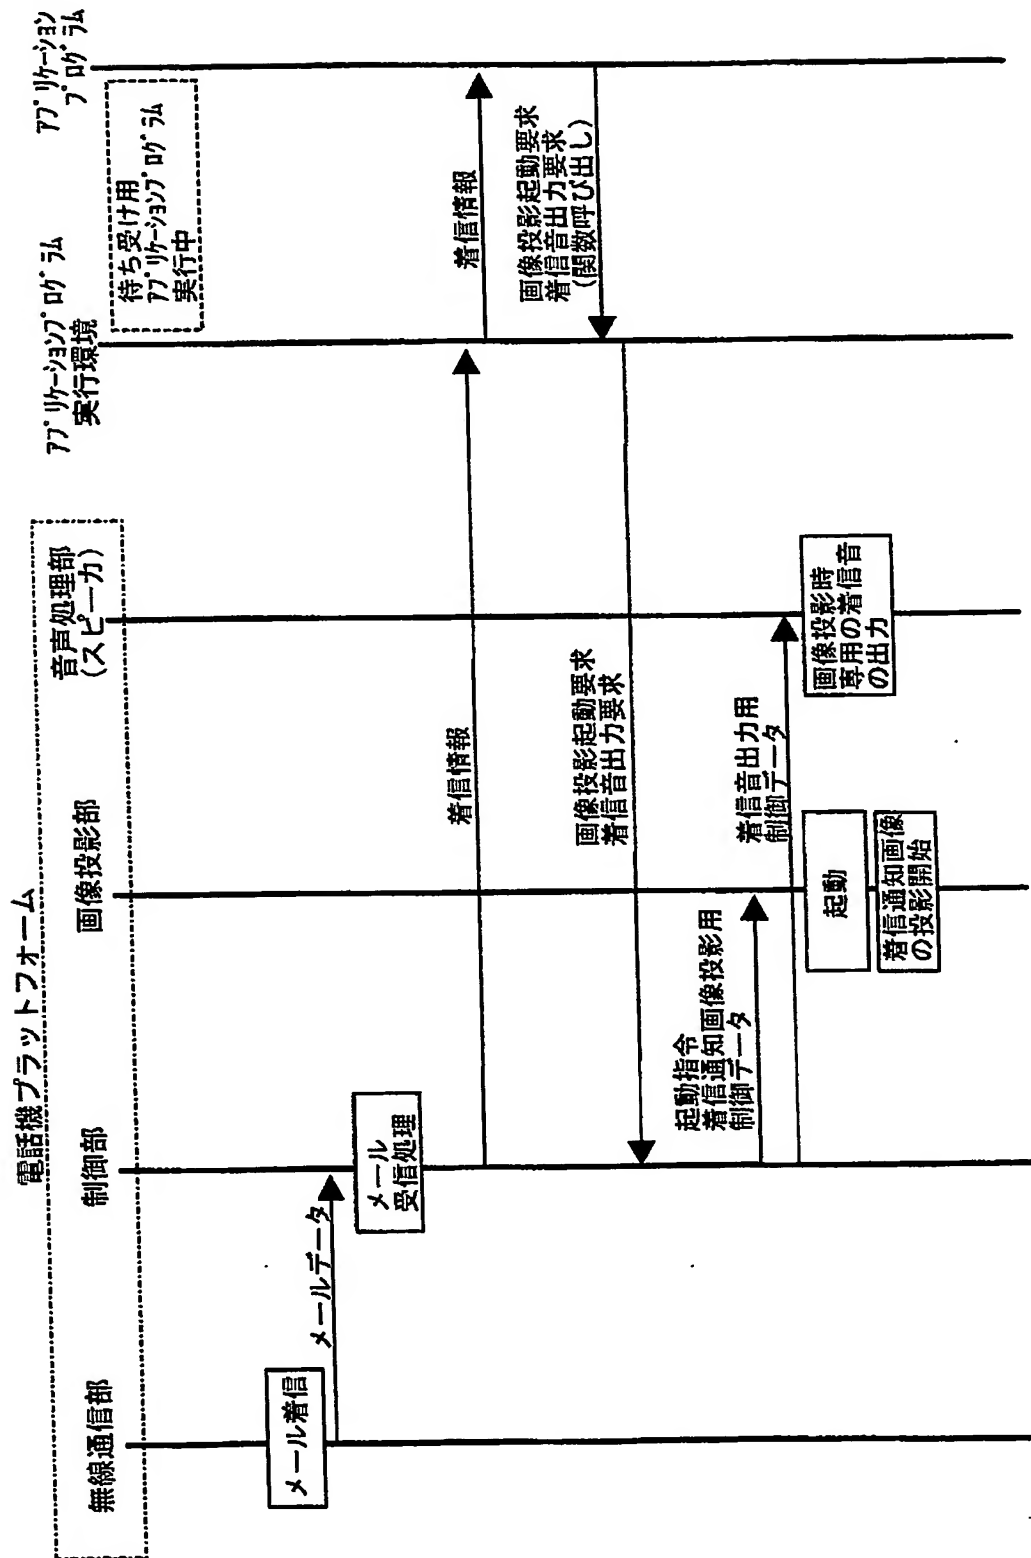 電話機プラットフォーム
無線通信部
制御部
画像投影部
音声処理部
(スピーカ)
アプリケーションプログラム
実行環境
アプリケーション
プログラム
待ち受け用
アプリケーションプログラム
実行中
メール着信
メールデータ
メール
受信処理
着信情報
着信情報
画像投影起動要求
着信音出力要求
(関数呼び出し)
画像投影起動要求
着信音出力要求
起動指令
着信通知画像投影用
制御データ
着信音出力用
制御データ
起動
着信通知画像
の投影開始
画像投影時
専用の着信音
の出力